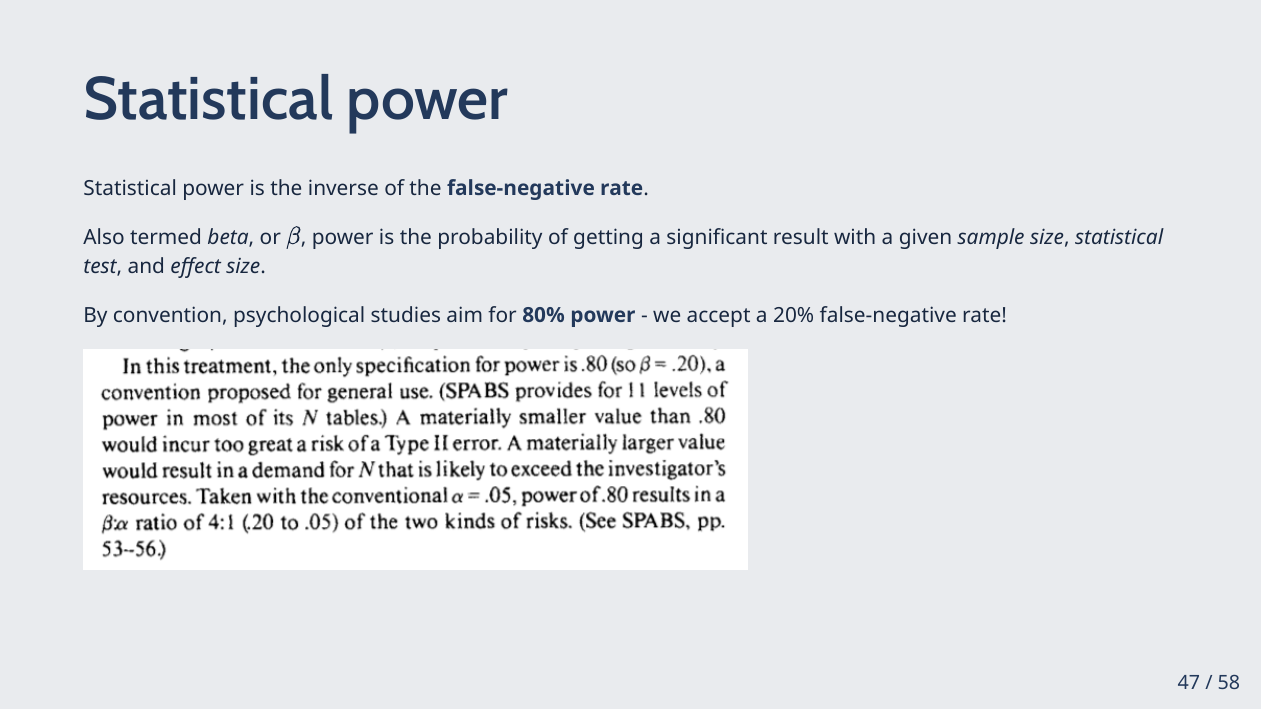 Statistical power
Statistical power is the inverse of the false-negative rate.
Also termed beta, or β, power is the probability of getting a significant result with a given sample size, statistical
test, and effect size.
By convention, psychological studies aim for 80% power - we accept a 20% false-negative rate!
In this treatment, the only specification for power is .80 (so β = .20), a
convention proposed for general use. (SPABS provides for 11 levels of
power in most of its N tables.) A materially smaller value than .80
would incur too great a risk of a Type II error. A materially larger value
would result in a demand for N that is likely to exceed the investigator's
resources. Taken with the conventional α = .05, power of .80 results in a
β:α ratio of 4:1 (.20 to .05) of the two kinds of risks. (See SPABS, pp.
53--56.)
47 / 58